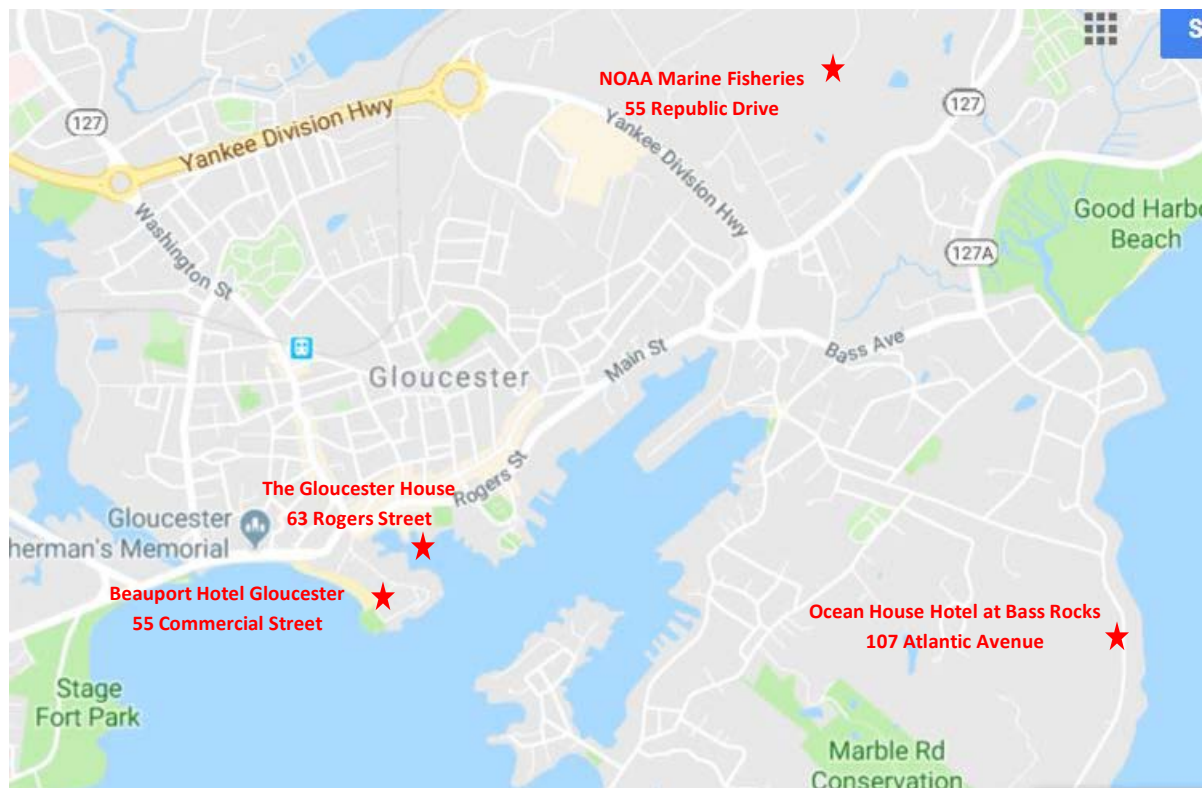 S
NOAA Marine Fisheries
55 Republic Drive
127
127
Yankee Division Hwy
Yankee Division Hwy
Washington St
Good Harbo
Beach
127A
Bass Ave
Main St
Gloucester
Rogers St
The Gloucester House
63 Rogers Street
Gloucester
herman's Memorial
Beauport Hotel Gloucester
55 Commercial Street
Ocean House Hotel at Bass Rocks
107 Atlantic Avenue
Stage
Fort Park
Marble Rd
Conservation